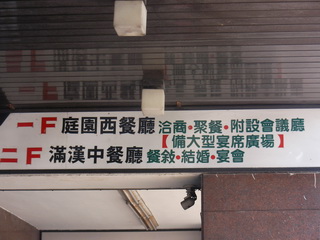 一F庭園西餐廳 洽商•聚餐•附設會議廳
【備大型宴席廣場】
二F滿漢中餐廳 餐敍•結婚•宴會